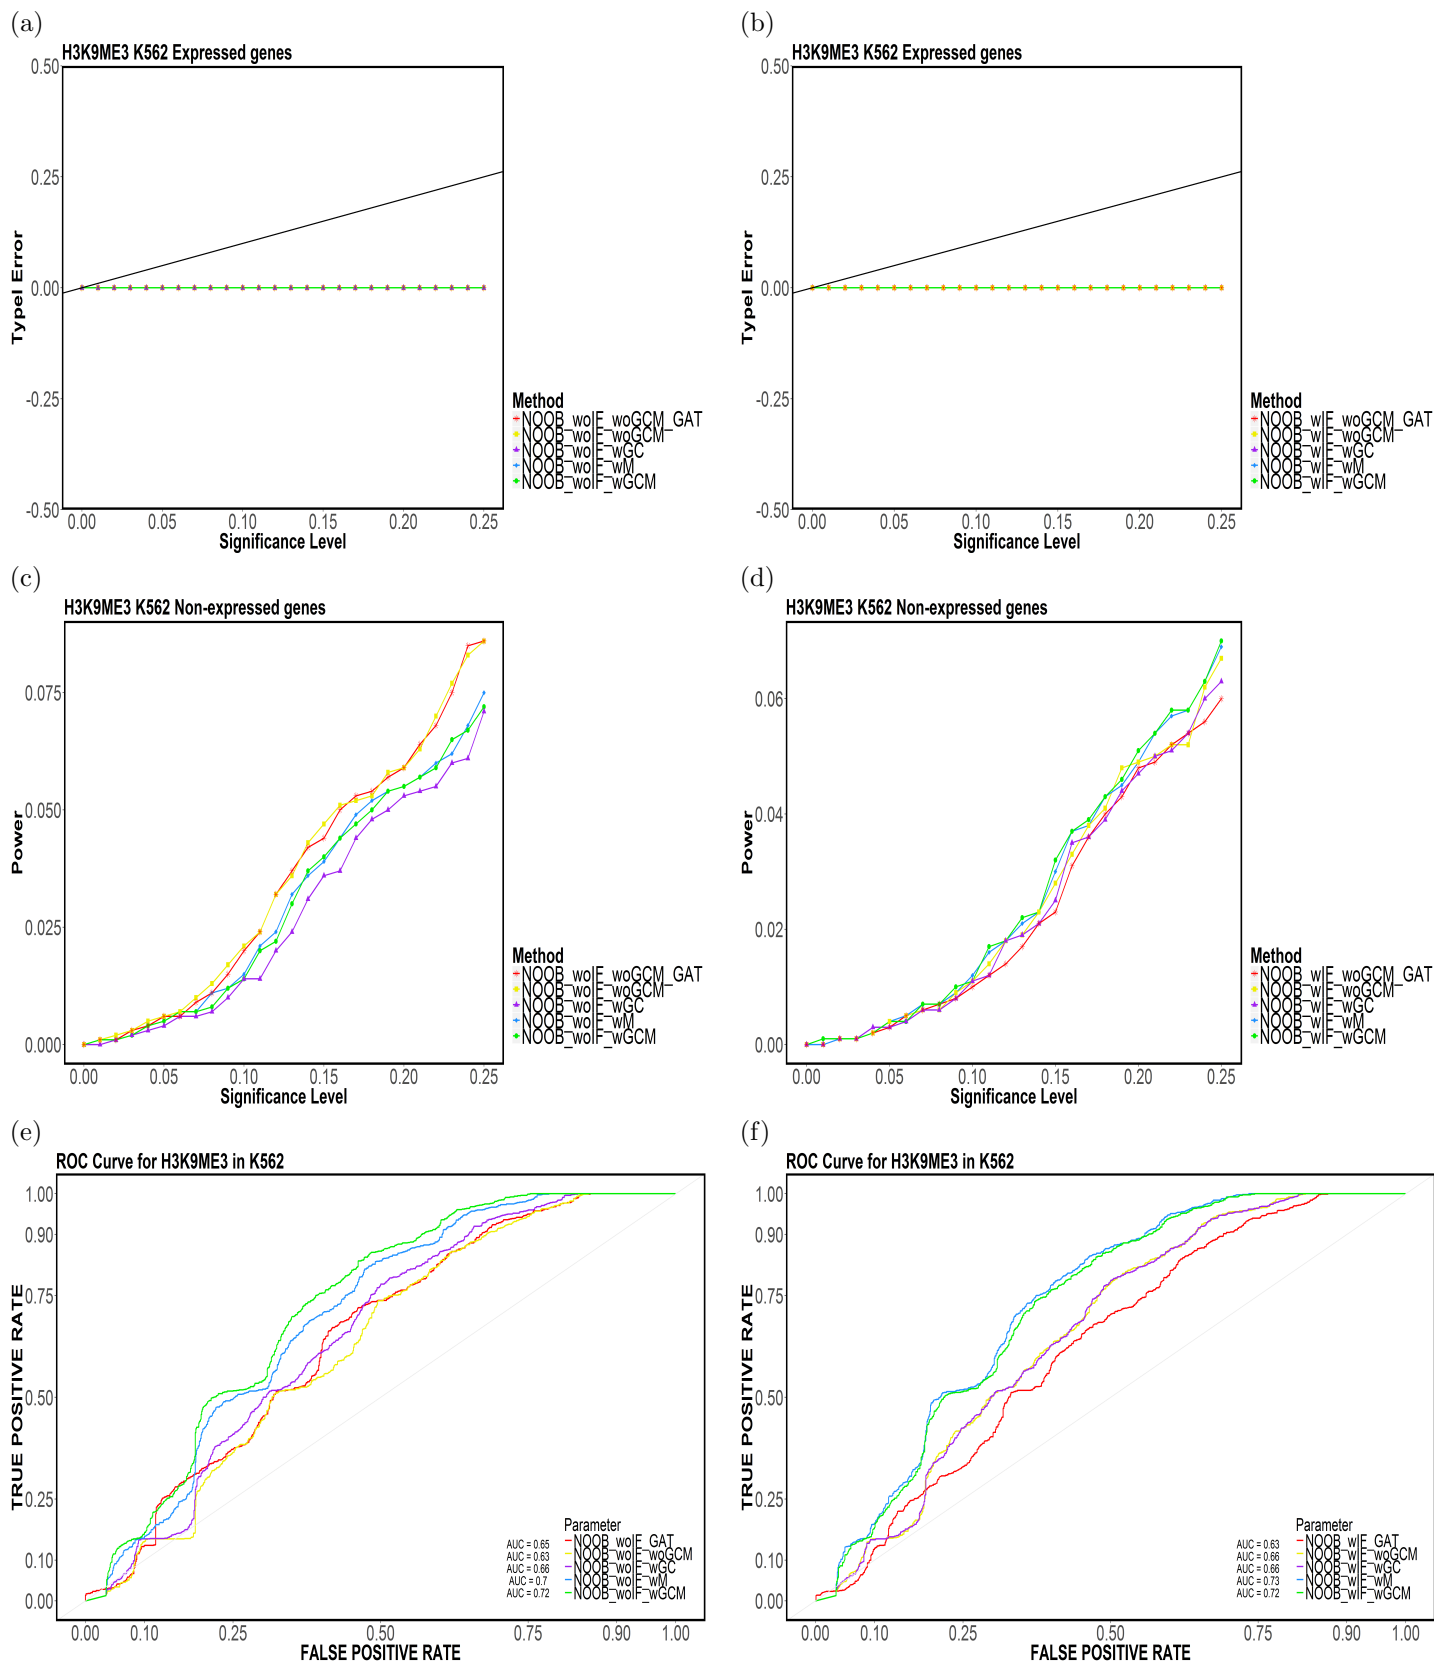 (a)
H3K9ME3 K562 Expressed genes
0.50
0.25
0.00
-0.25
-0.50
TypeI Error
0.00 0.05 0.10 0.15 0.20 0.25
Significance Level
Method
NOOB_woIF_woGCM_GAT
NOOB_woIF_woGCM
NOOB_woIF_wGC
NOOB_woIF_wM
NOOB_woIF_wGCM
(b)
H3K9ME3 K562 Expressed genes
0.50
0.25
0.00
-0.25
-0.50
TypeI Error
0.00 0.05 0.10 0.15 0.20 0.25
Significance Level
Method
NOOB_wIF_woGCM_GAT
NOOB_wIF_woGCM
NOOB_wIF_wGC
NOOB_wIF_wM
NOOB_wIF_wGCM
(c)
H3K9ME3 K562 Non-expressed genes
0.075
0.050
0.025
0.000
Power
0.00 0.05 0.10 0.15 0.20 0.25
Significance Level
Method
NOOB_woIF_woGCM_GAT
NOOB_woIF_woGCM
NOOB_woIF_wGC
NOOB_woIF_wM
NOOB_woIF_wGCM
(d)
H3K9ME3 K562 Non-expressed genes
0.06
0.04
0.02
0.00
Power
0.00 0.05 0.10 0.15 0.20 0.25
Significance Level
Method
NOOB_wIF_woGCM_GAT
NOOB_wIF_woGCM
NOOB_wIF_wGC
NOOB_wIF_wM
NOOB_wIF_wGCM
(e)
ROC Curve for H3K9ME3 in K562
1.00
0.90
0.75
0.50
0.25
0.10
0.00
TRUE POSITIVE RATE
Parameter
AUC = 0.65 NOOB_woIF_GAT
AUC = 0.63 NOOB_woIF_woGCM
AUC = 0.66 NOOB_woIF_wGC
AUC = 0.7 NOOB_woIF_wM
AUC = 0.72 NOOB_woIF_wGCM
0.00 0.10 0.25 0.50 0.75 0.90 1.00
FALSE POSITIVE RATE
(f)
ROC Curve for H3K9ME3 in K562
1.00
0.90
0.75
0.50
0.25
0.10
0.00
TRUE POSITIVE RATE
Parameter
AUC = 0.63 NOOB_wIF_GAT
AUC = 0.66 NOOB_wIF_woGCM
AUC = 0.66 NOOB_wIF_wGC
AUC = 0.73 NOOB_wIF_wM
AUC = 0.72 NOOB_wIF_wGCM
0.00 0.10 0.25 0.50 0.75 0.90 1.00
FALSE POSITIVE RATE